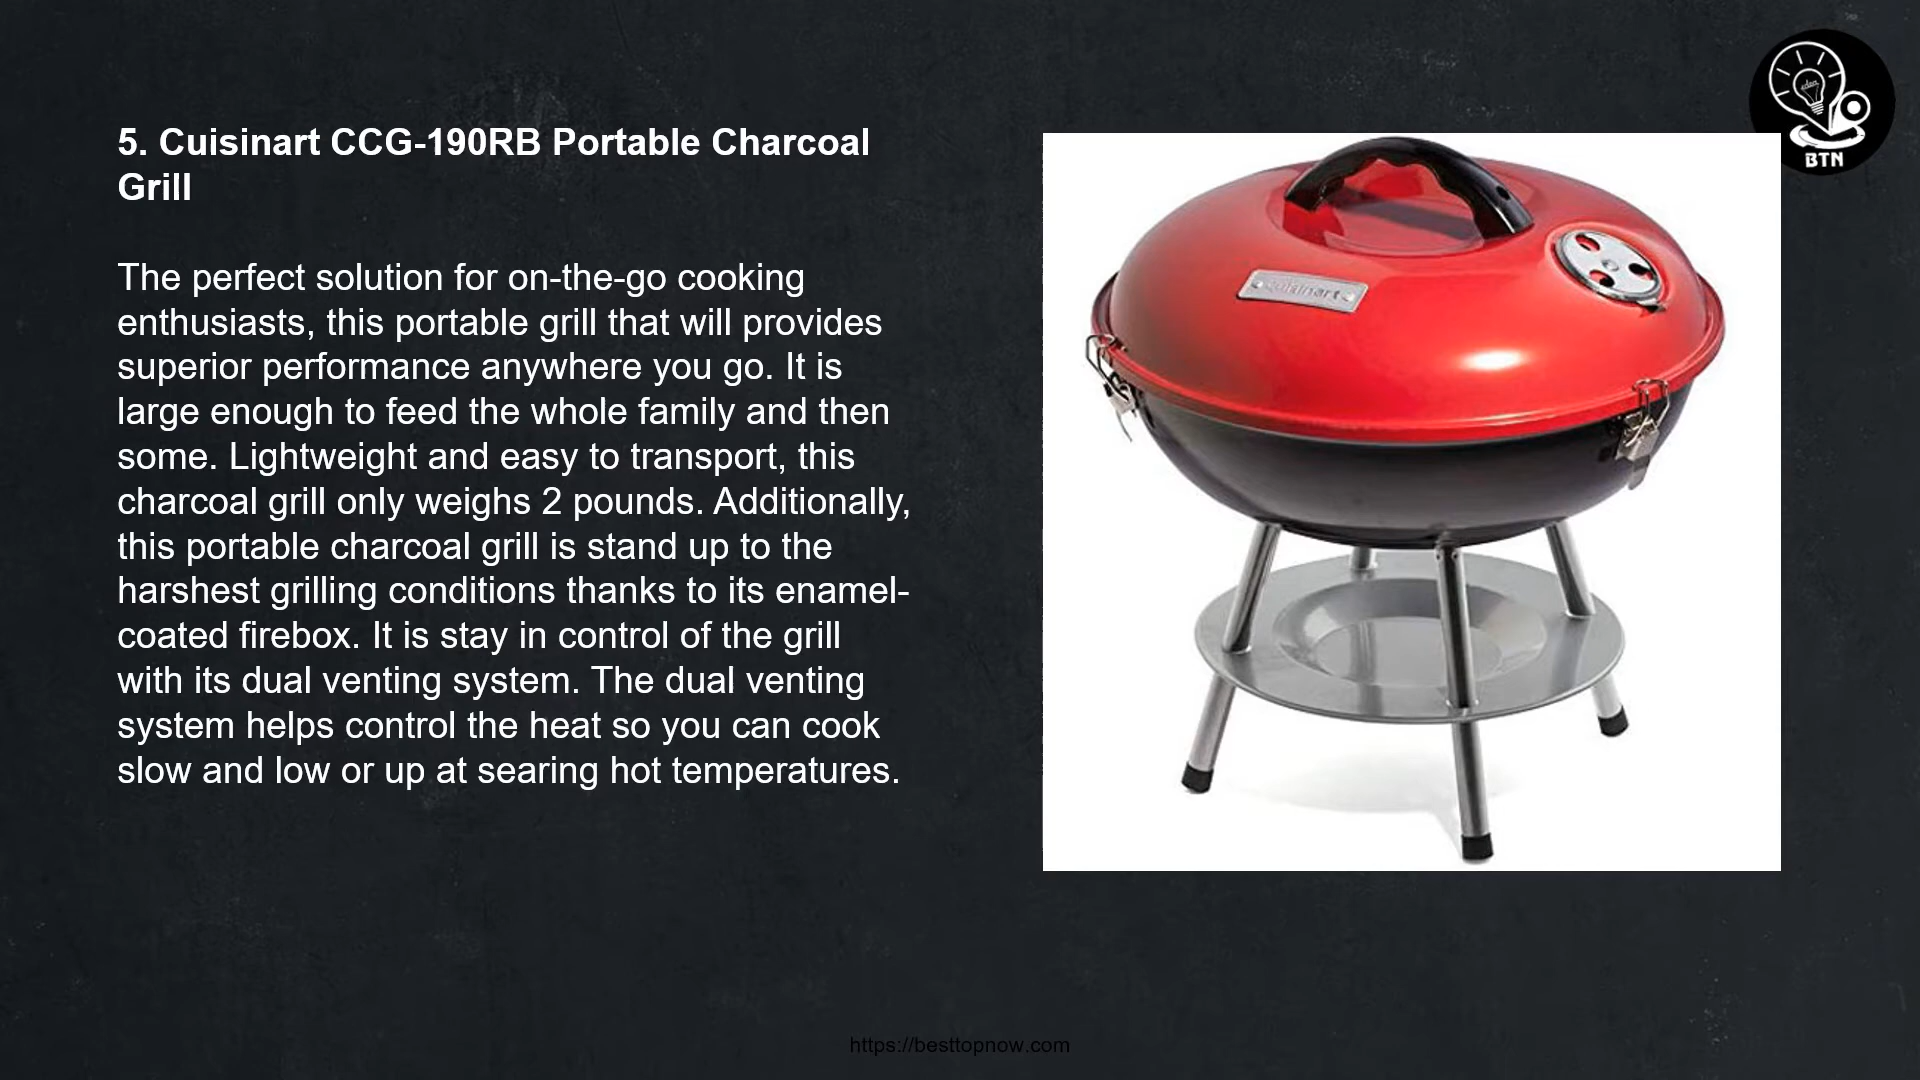 5. Cuisinart CCG-190RB Portable Charcoal
Grill
The perfect solution for on-the-go cooking
enthusiasts, this portable grill that will provides
superior performance anywhere you go. It is
large enough to feed the whole family and then
some. Lightweight and easy to transport, this
charcoal grill only weighs 2 pounds. Additionally,
this portable charcoal grill is stand up to the
harshest grilling conditions thanks to its enamel-
coated firebox. It is stay in control of the grill
with its dual venting system. The dual venting
system helps control the heat so you can cook
slow and low or up at searing hot temperatures.
idea
BTN
Cuisinart
https://besttopnow.com